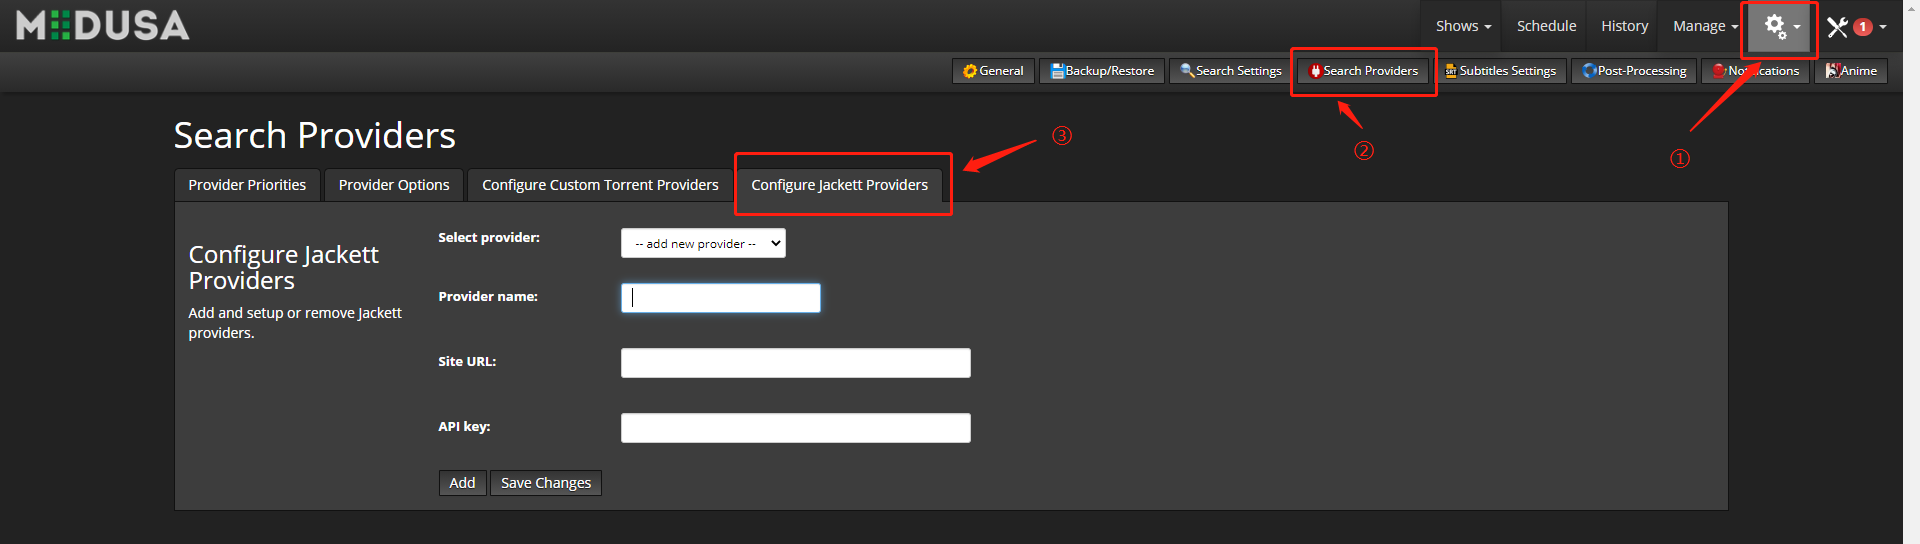 MEDUSA
Shows
Schedule
History
Manage
1
General
Backup/Restore
Search Settings
Search Providers
Subtitles Settings
Post-Processing
Notifications
Anime
③
②
①
Search Providers
Provider Priorities
Provider Options
Configure Custom Torrent Providers
Configure Jackett Providers
Configure Jackett
Providers
Add and setup or remove Jackett
providers.
Select provider:
-- add new provider --
Provider name:
Site URL:
API key:
Add
Save Changes